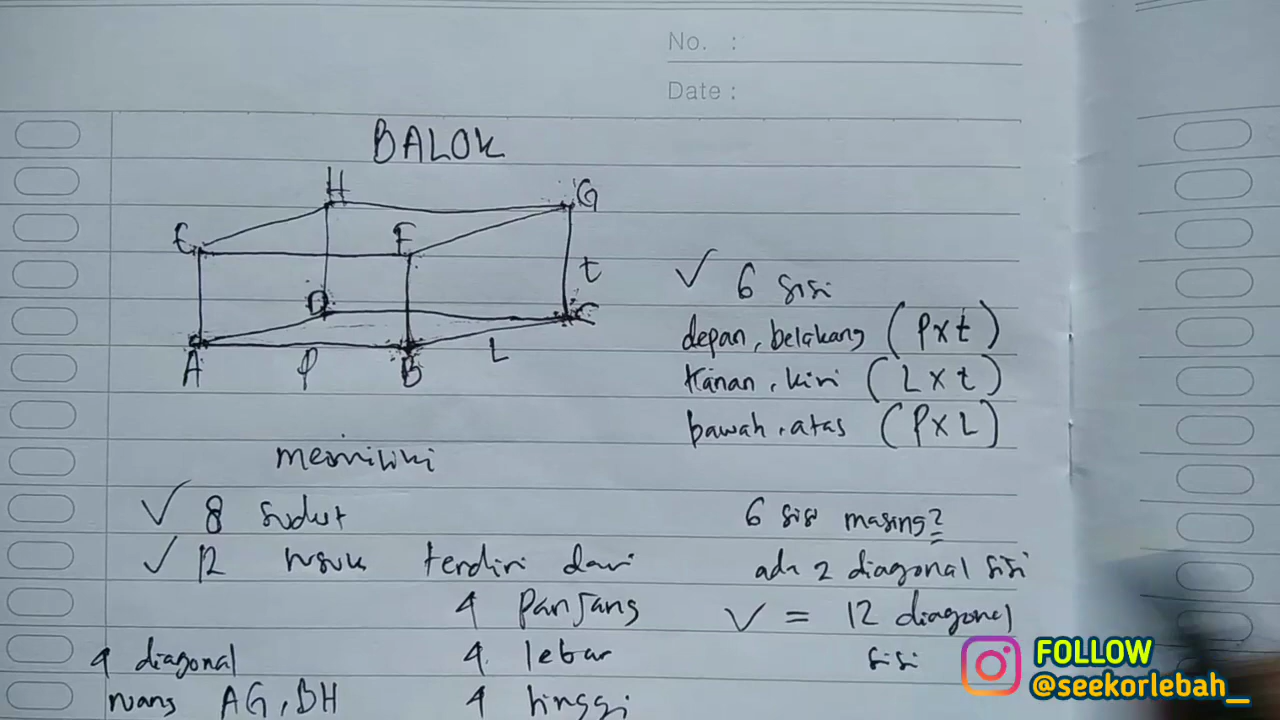 No. :
Date :
BALOK
H
G
E
F
t
D
C
A
P
B
L
✓ 6 sisi
depan, belakang (P x t)
kanan, kiri (L x t)
bawah, atas (P x L)
memiliki
✓ 8 sudut
✓ 12 rusuk terdiri dari
4 panjang
4 lebar
4 tinggi
4 diagonal
ruang AG, BH
6 sisi masing2
ada 2 diagonal sisi
✓ = 12 diagonal
sisi
FOLLOW
@seekorlebah_